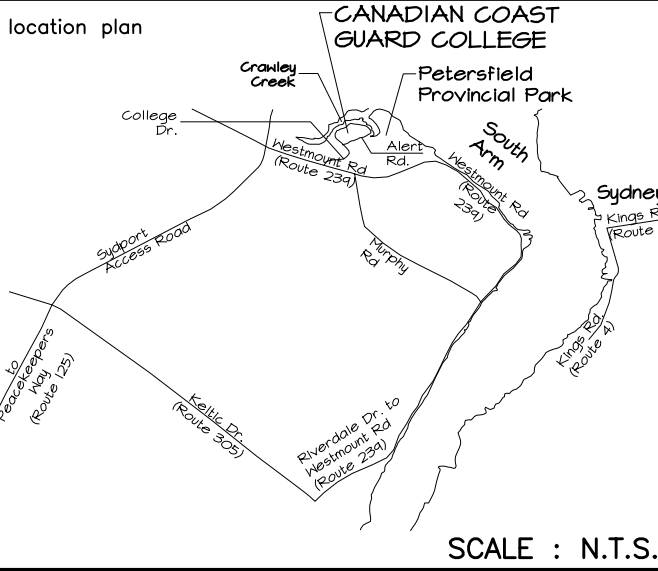 location plan
CANADIAN COAST
GUARD COLLEGE
Crawley
Creek
Petersfield
Provincial Park
College
Dr.
Westmount Rd
(Route 239)
Alert
Rd.
South
Arm
Westmount Rd
(Route
239)
Sydney
Kings R
(Route
Sydport
Access Road
Murphy
Rd
Kings Rd.
(Route 4)
to
Peacekeepers
Way
(Route 125)
Keltic Dr.
(Route 305)
Riverdale Dr. to
Westmount Rd
(Route 239)
SCALE : N.T.S.